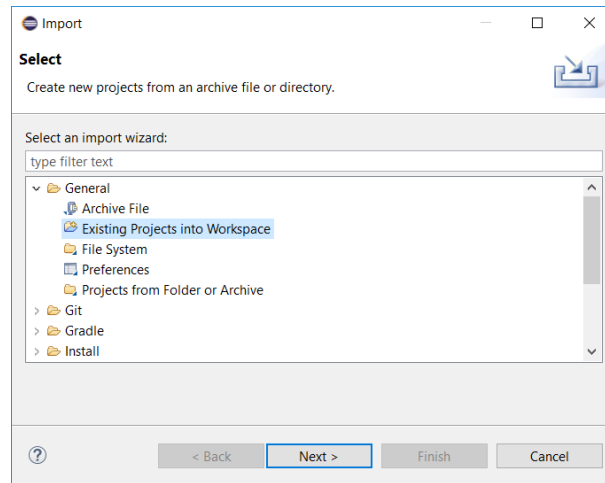 Import
Select
Create new projects from an archive file or directory.
Select an import wizard:
type filter text
General
Archive File
Existing Projects into Workspace
File System
Preferences
Projects from Folder or Archive
Git
Gradle
Install
?
< Back Next > Finish Cancel